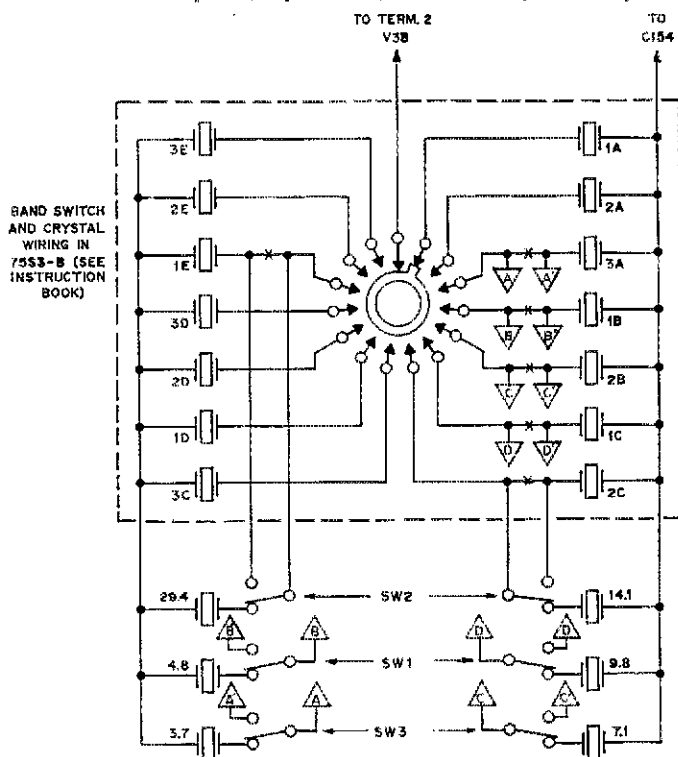 TO TERM. 2
V3B
TO
C154
BAND SWITCH
AND CRYSTAL
WIRING IN
75S3-B (SEE
INSTRUCTION
BOOK)
3E
1A
2E
2A
1E
3A
A
A'
3D
1B
B
B'
2D
2B
C
C'
1D
1C
D
D'
3C
2C
29.4
SW2
14.1
B'
B
D
D'
4.8
SW1
9.8
A'
A
C
C'
3.7
SW3
7.1